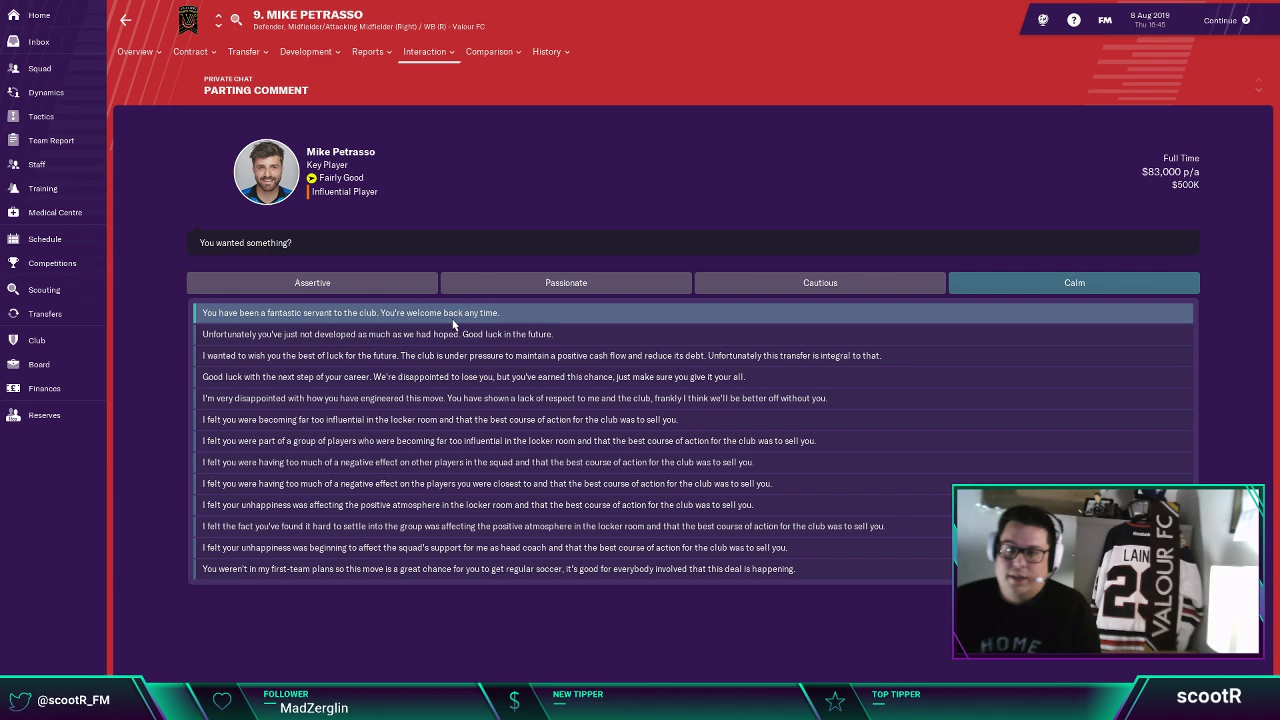 9. MIKE PETRASSO
Defender, Midfielder/Attacking Midfielder (Right) / WB (R) - Valour FC
FM
8 Aug 2019
Thu 16:45
Continue
Home
Inbox
Squad
Dynamics
Tactics
Team Report
Staff
Training
Medical Centre
Schedule
Competitions
Scouting
Transfers
Club
Board
Finances
Reserves
Overview
Contract
Transfer
Development
Reports
Interaction
Comparison
History
PRIVATE CHAT
PARTING COMMENT
Mike Petrasso
Key Player
Fairly Good
Influential Player
Full Time
$83,000 p/a
$500K
You wanted something?
Assertive
Passionate
Cautious
Calm
You have been a fantastic servant to the club. You're welcome back any time.
Unfortunately you've just not developed as much as we had hoped. Good luck in the future.
I wanted to wish you the best of luck for the future. The club is under pressure to maintain a positive cash flow and reduce its debt. Unfortunately this transfer is integral to that.
Good luck with the next step of your career. We're disappointed to lose you, but you've earned this chance, just make sure you give it your all.
I'm very disappointed with how you have engineered this move. You have shown a lack of respect to me and the club, frankly I think we'll be better off without you.
I felt you were becoming far too influential in the locker room and that the best course of action for the club was to sell you.
I felt you were part of a group of players who were becoming far too influential in the locker room and that the best course of action for the club was to sell you.
I felt you were having too much of a negative effect on other players in the squad and that the best course of action for the club was to sell you.
I felt you were having too much of a negative effect on the players you were closest to and that the best course of action for the club was to sell you.
I felt your unhappiness was affecting the positive atmosphere in the locker room and that the best course of action for the club was to sell you.
I felt the fact you've found it hard to settle into the group was affecting the positive atmosphere in the locker room and that the best course of action for the club was to sell you.
I felt your unhappiness was beginning to affect the squad's support for me as head coach and that the best course of action for the club was to sell you.
You weren't in my first-team plans so this move is a great chance for you to get regular soccer, it's good for everybody involved that this deal is happening.
LAIN
2
VALOUR FC
HOME
@scootR_FM
FOLLOWER
MadZerglin
NEW TIPPER
TOP TIPPER
scootR